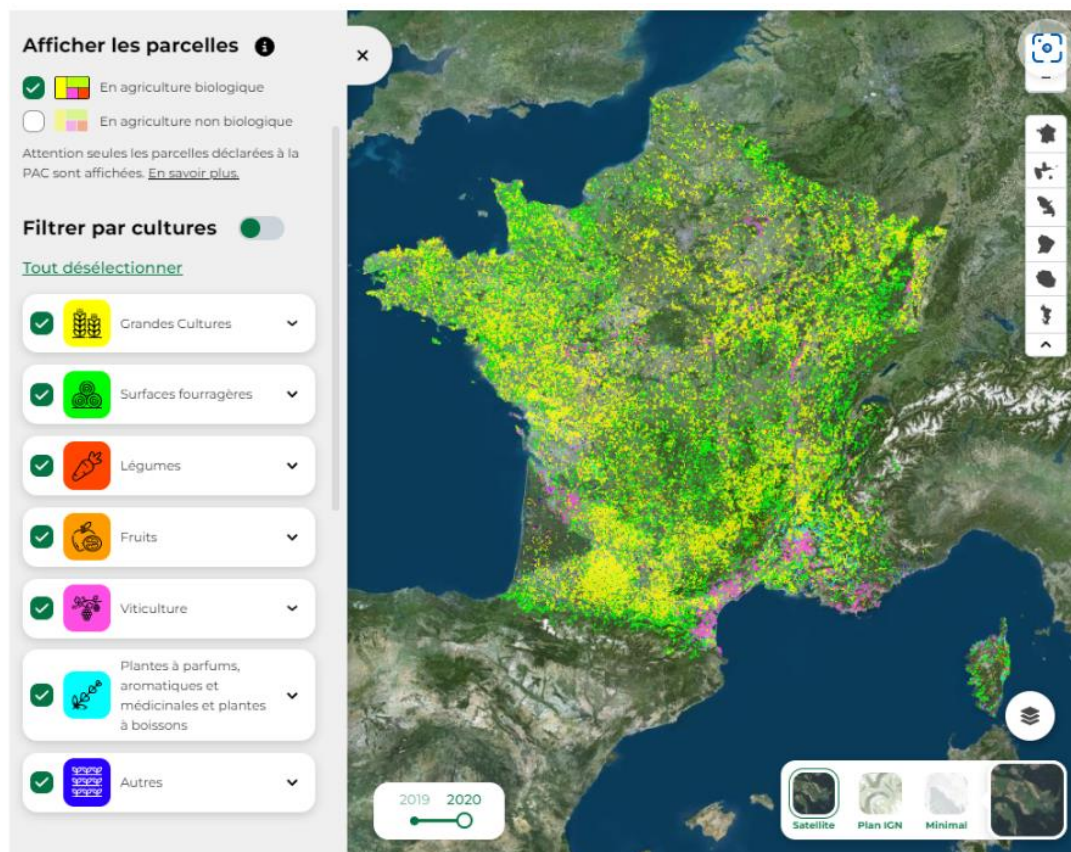 Afficher les parcelles
En agriculture biologique
En agriculture non biologique
Attention seules les parcelles déclarées à la
PAC sont affichées. En savoir plus.
Filtrer par cultures
Tout désélectionner
Grandes Cultures
Surfaces fourragères
Légumes
Fruits
Viticulture
Plantes à parfums,
aromatiques et
médicinales et plantes
à boissons
Autres
2019 2020
Satellite Plan IGN Minimal